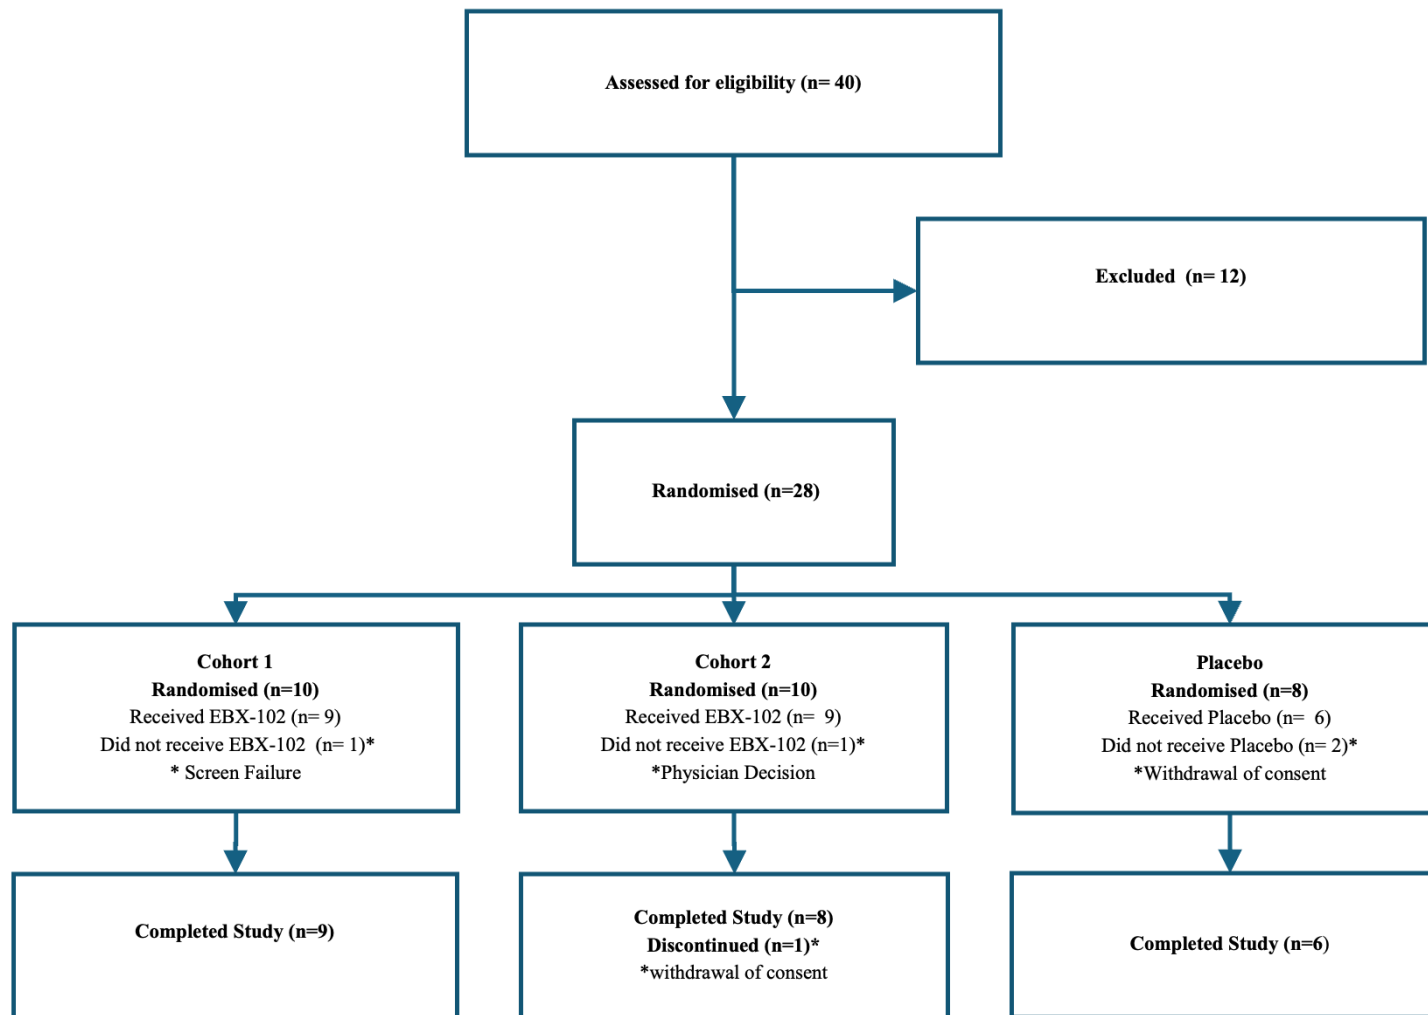 Assessed for eligibility (n= 40)
Excluded  (n= 12)
Randomised (n=28)
Cohort 1
Randomised (n=10)
Received EBX-102 (n= 9)
Did not receive EBX-102  (n= 1)*
* Screen Failure
Cohort 2
Randomised (n=10)
Received EBX-102 (n=  9)
Did not receive EBX-102 (n=1)*
*Physician Decision
Placebo
Randomised (n=8)
Received Placebo (n=  6)
Did not receive Placebo (n= 2)*
*Withdrawal of consent
Completed Study (n=9)
Completed Study (n=8)
Discontinued (n=1)*
*withdrawal of consent
Completed Study (n=6)